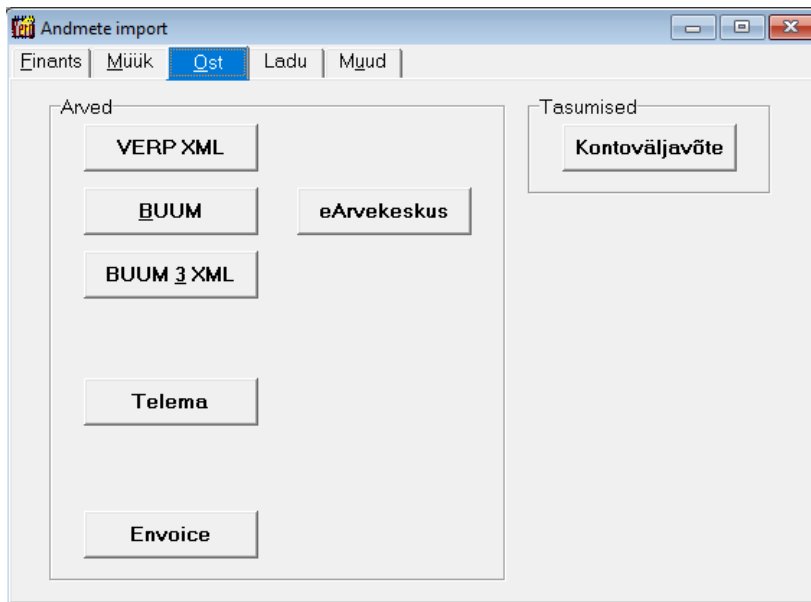 Verp Andmete import
Finants Müük Ost Ladu Muud
Arved
VERP XML
BUUM eArvekeskus
BUUM 3 XML
Telema
Envoice
Tasumised
Kontoväljavõte